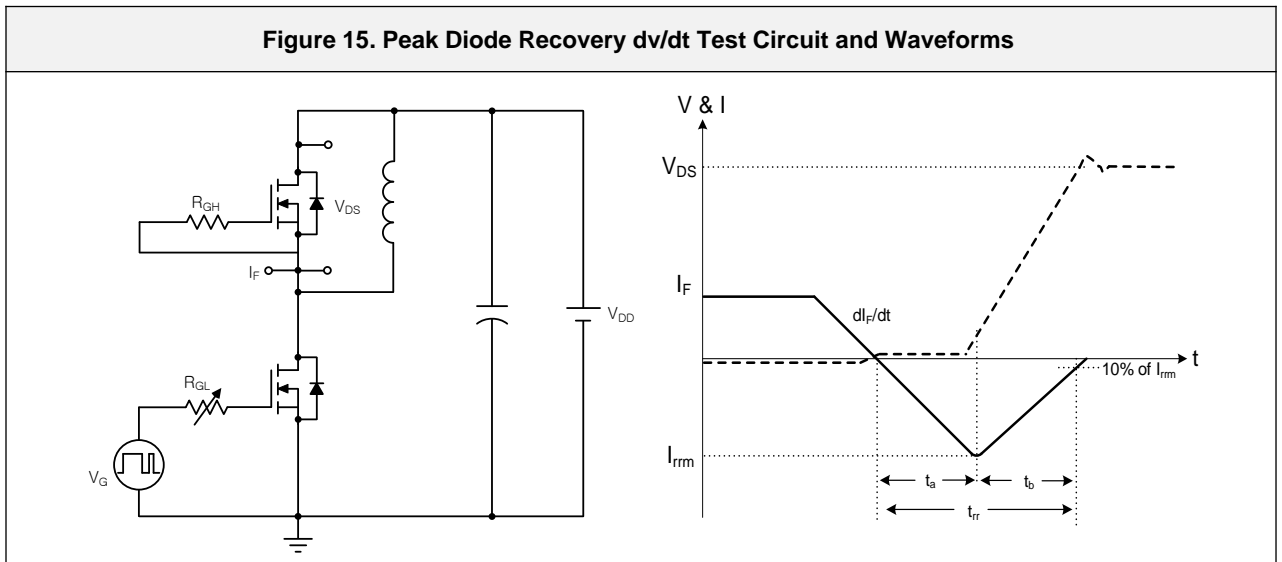 Figure 15. Peak Diode Recovery dv/dt Test Circuit and Waveforms
RGH
VDS
IF
VDD
RGL
VG
V & I
VDS
IF
dIF/dt
t
10% of Irrm
Irrm
ta
tb
trr